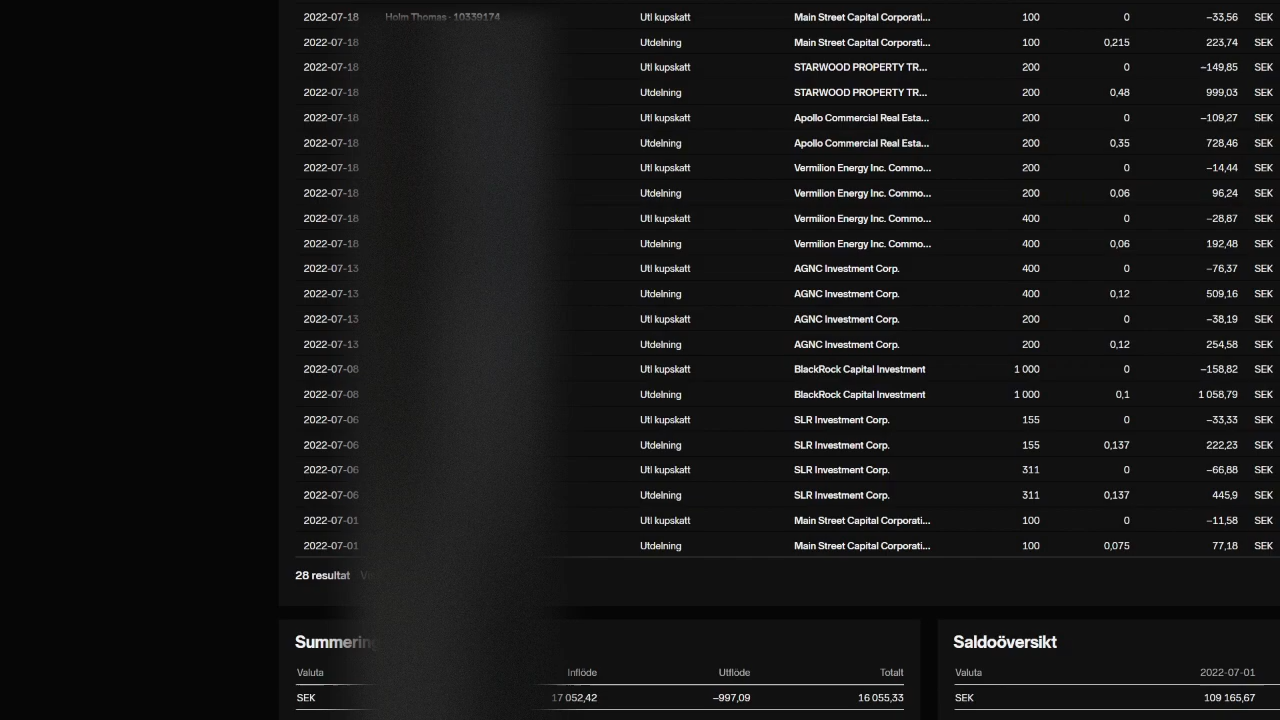 2022-07-18 Holm Thomas - 10339174 Utl kupskatt Main Street Capital Corporati... 100 0 −33,56 SEK
2022-07-18 Utdelning Main Street Capital Corporati... 100 0,215 223,74 SEK
2022-07-18 Utl kupskatt STARWOOD PROPERTY TR... 200 0 −149,85 SEK
2022-07-18 Utdelning STARWOOD PROPERTY TR... 200 0,48 999,03 SEK
2022-07-18 Utl kupskatt Apollo Commercial Real Esta... 200 0 −109,27 SEK
2022-07-18 Utdelning Apollo Commercial Real Esta... 200 0,35 728,46 SEK
2022-07-18 Utl kupskatt Vermilion Energy Inc. Commo... 200 0 −14,44 SEK
2022-07-18 Utdelning Vermilion Energy Inc. Commo... 200 0,06 96,24 SEK
2022-07-18 Utl kupskatt Vermilion Energy Inc. Commo... 400 0 −28,87 SEK
2022-07-18 Utdelning Vermilion Energy Inc. Commo... 400 0,06 192,48 SEK
2022-07-13 Utl kupskatt AGNC Investment Corp. 400 0 −76,37 SEK
2022-07-13 Utdelning AGNC Investment Corp. 400 0,12 509,16 SEK
2022-07-13 Utl kupskatt AGNC Investment Corp. 200 0 −38,19 SEK
2022-07-13 Utdelning AGNC Investment Corp. 200 0,12 254,58 SEK
2022-07-08 Utl kupskatt BlackRock Capital Investment 1 000 0 −158,82 SEK
2022-07-08 Utdelning BlackRock Capital Investment 1 000 0,1 1 058,79 SEK
2022-07-06 Utl kupskatt SLR Investment Corp. 155 0 −33,33 SEK
2022-07-06 Utdelning SLR Investment Corp. 155 0,137 222,23 SEK
2022-07-06 Utl kupskatt SLR Investment Corp. 311 0 −66,88 SEK
2022-07-06 Utdelning SLR Investment Corp. 311 0,137 445,9 SEK
2022-07-01 Utl kupskatt Main Street Capital Corporati... 100 0 −11,58 SEK
2022-07-01 Utdelning Main Street Capital Corporati... 100 0,075 77,18 SEK
28 resultat
Summering
Valuta Inflöde Utflöde Totalt
SEK 17 052,42 −997,09 16 055,33
Saldoöversikt
Valuta 2022-07-01
SEK 109 165,67